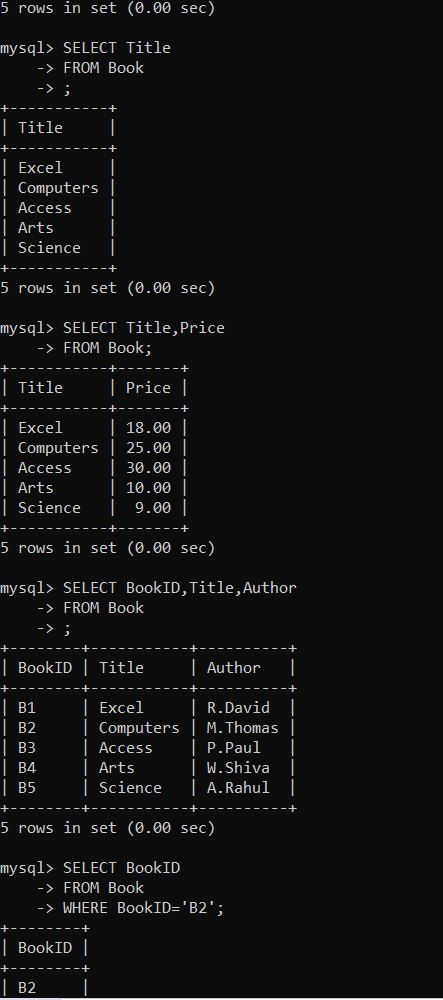 5 rows in set (0.00 sec)

mysql> SELECT Title
    -> FROM Book
    -> ;
+-----------+
| Title     |
+-----------+
| Excel     |
| Computers |
| Access    |
| Arts      |
| Science   |
+-----------+
5 rows in set (0.00 sec)

mysql> SELECT Title,Price
    -> FROM Book;
+-----------+-------+
| Title     | Price |
+-----------+-------+
| Excel     | 18.00 |
| Computers | 25.00 |
| Access    | 30.00 |
| Arts      | 10.00 |
| Science   |  9.00 |
+-----------+-------+
5 rows in set (0.00 sec)

mysql> SELECT BookID,Title,Author
    -> FROM Book
    -> ;
+--------+-----------+----------+
| BookID | Title     | Author   |
+--------+-----------+----------+
| B1     | Excel     | R.David  |
| B2     | Computers | M.Thomas |
| B3     | Access    | P.Paul   |
| B4     | Arts      | W.Shiva  |
| B5     | Science   | A.Rahul  |
+--------+-----------+----------+
5 rows in set (0.00 sec)

mysql> SELECT BookID
    -> FROM Book
    -> WHERE BookID='B2';
+--------+
| BookID |
+--------+
| B2     |